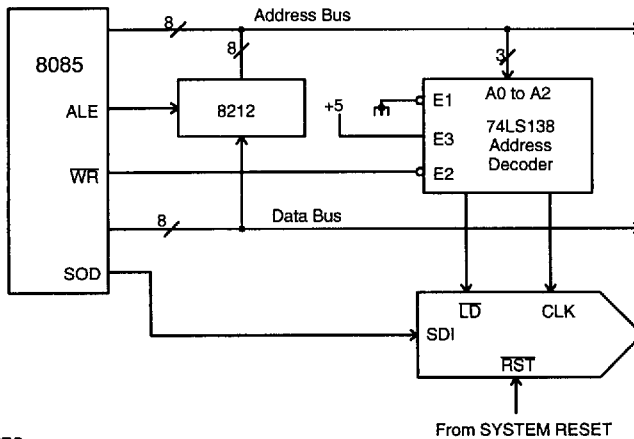 Address Bus
8
8
3
8085
ALE
8212
+5
E1
A0 to A2
E3
74LS138
Address
Decoder
WR
E2
8
Data Bus
SOD
LD
CLK
SDI
RST
From SYSTEM RESET